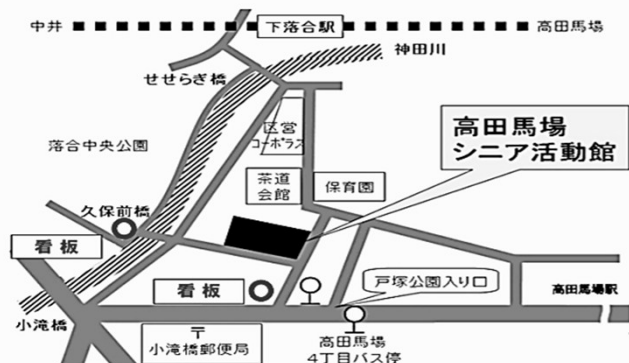 中井
下落合駅
高田馬場
神田川
せせらぎ橋
区営
コーポラス
高田馬場
シニア活動館
落合中央公園
茶道
会館
保育園
久保前橋
看板
看板
戸塚公園入り口
高田馬場駅
小滝橋
〒
小滝橋郵便局
高田馬場
4丁目バス停